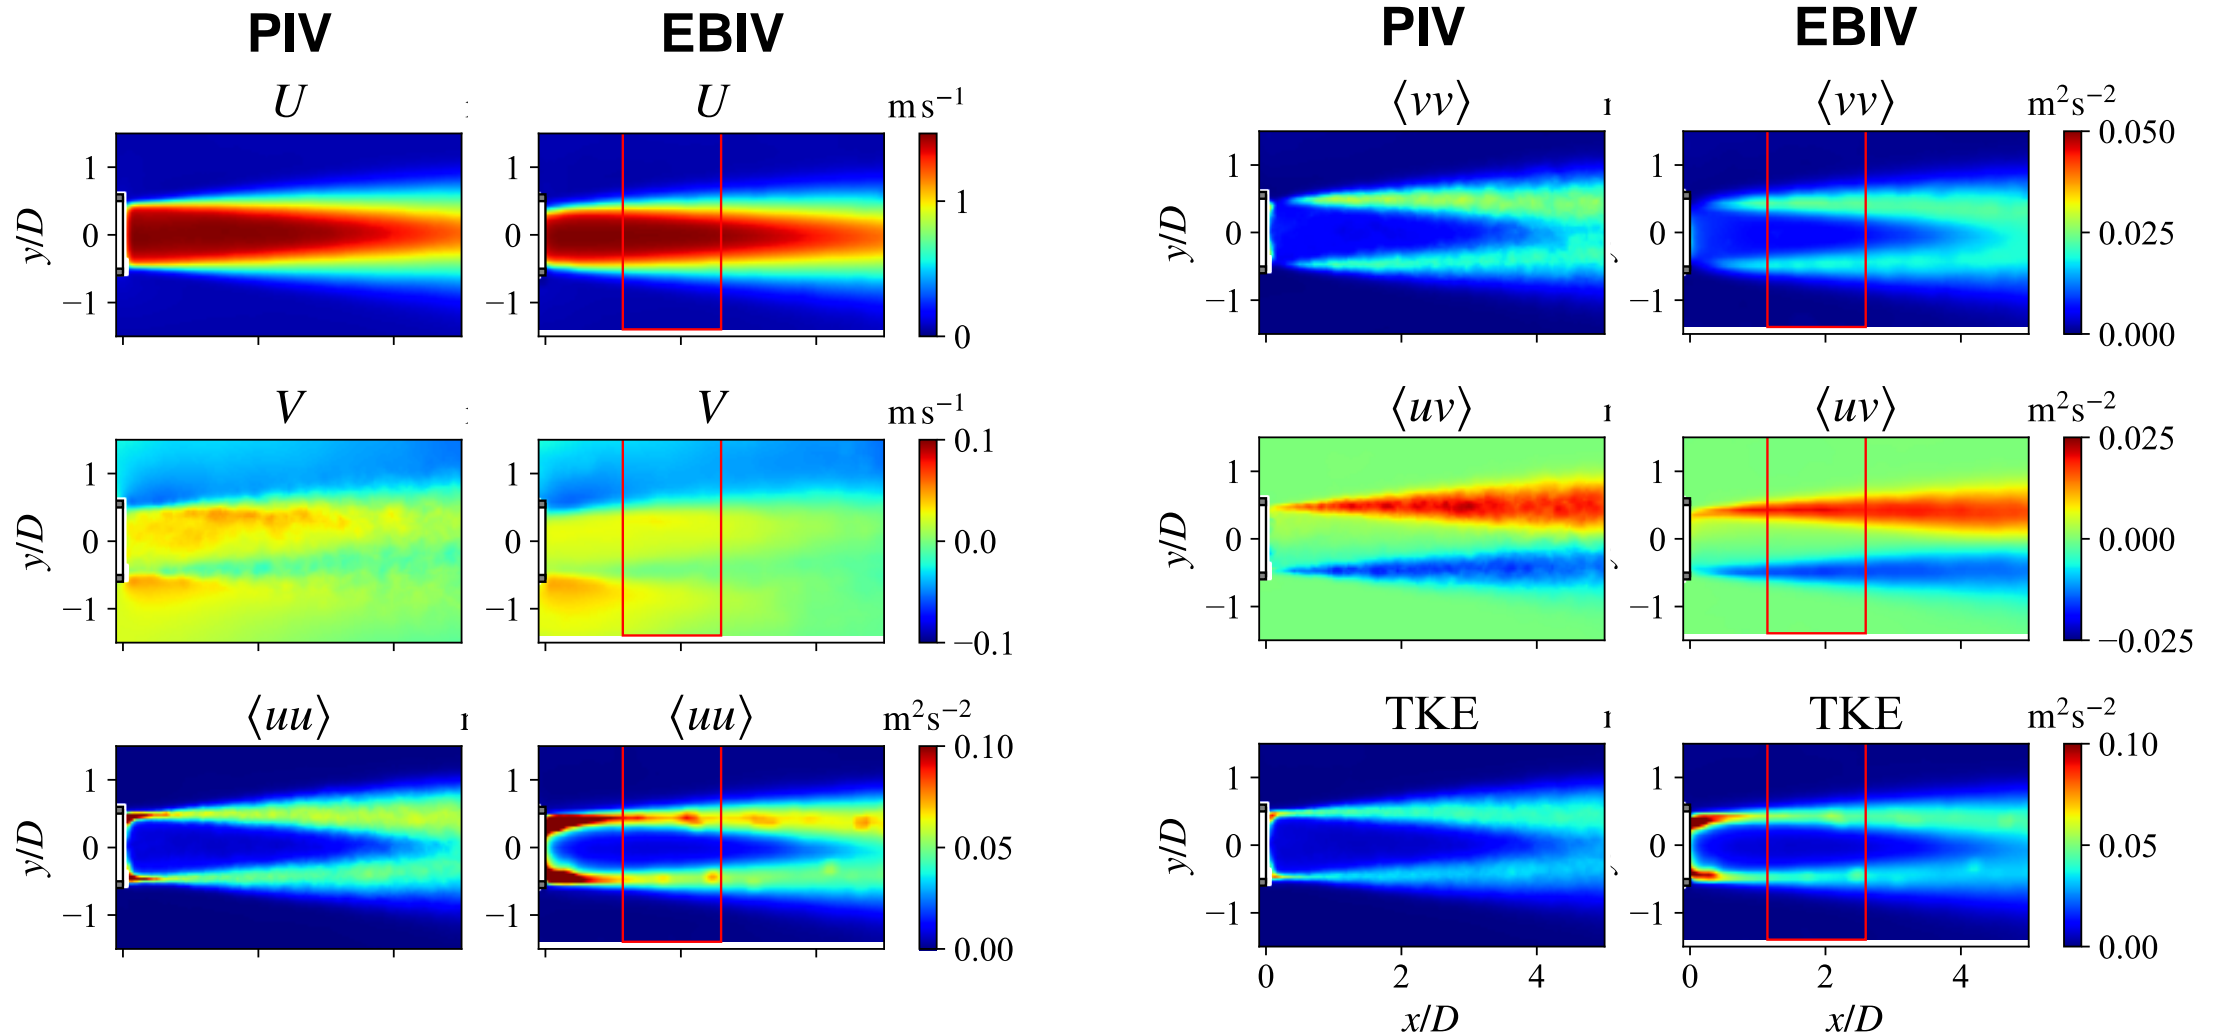 PIV EBIV PIV EBIV
U U m s⁻¹ ⟨vv⟩ ⟨vv⟩ m²s⁻²
y/D 1 0 −1 1 0 −1 1 0
y/D 1 0 −1 1 0 −1 0.050 0.025 0.000
V V m s⁻¹ ⟨uv⟩ ⟨uv⟩ m²s⁻²
y/D 1 0 −1 1 0 −1 0.1 0.0 −0.1
y/D 1 0 −1 1 0 −1 0.025 0.000 −0.025
⟨uu⟩ ⟨uu⟩ m²s⁻² TKE TKE m²s⁻²
y/D 1 0 −1 1 0 −1 0.10 0.05 0.00
y/D 1 0 −1 1 0 −1 0.10 0.05 0.00
0 2 4 0 2 4
x/D x/D